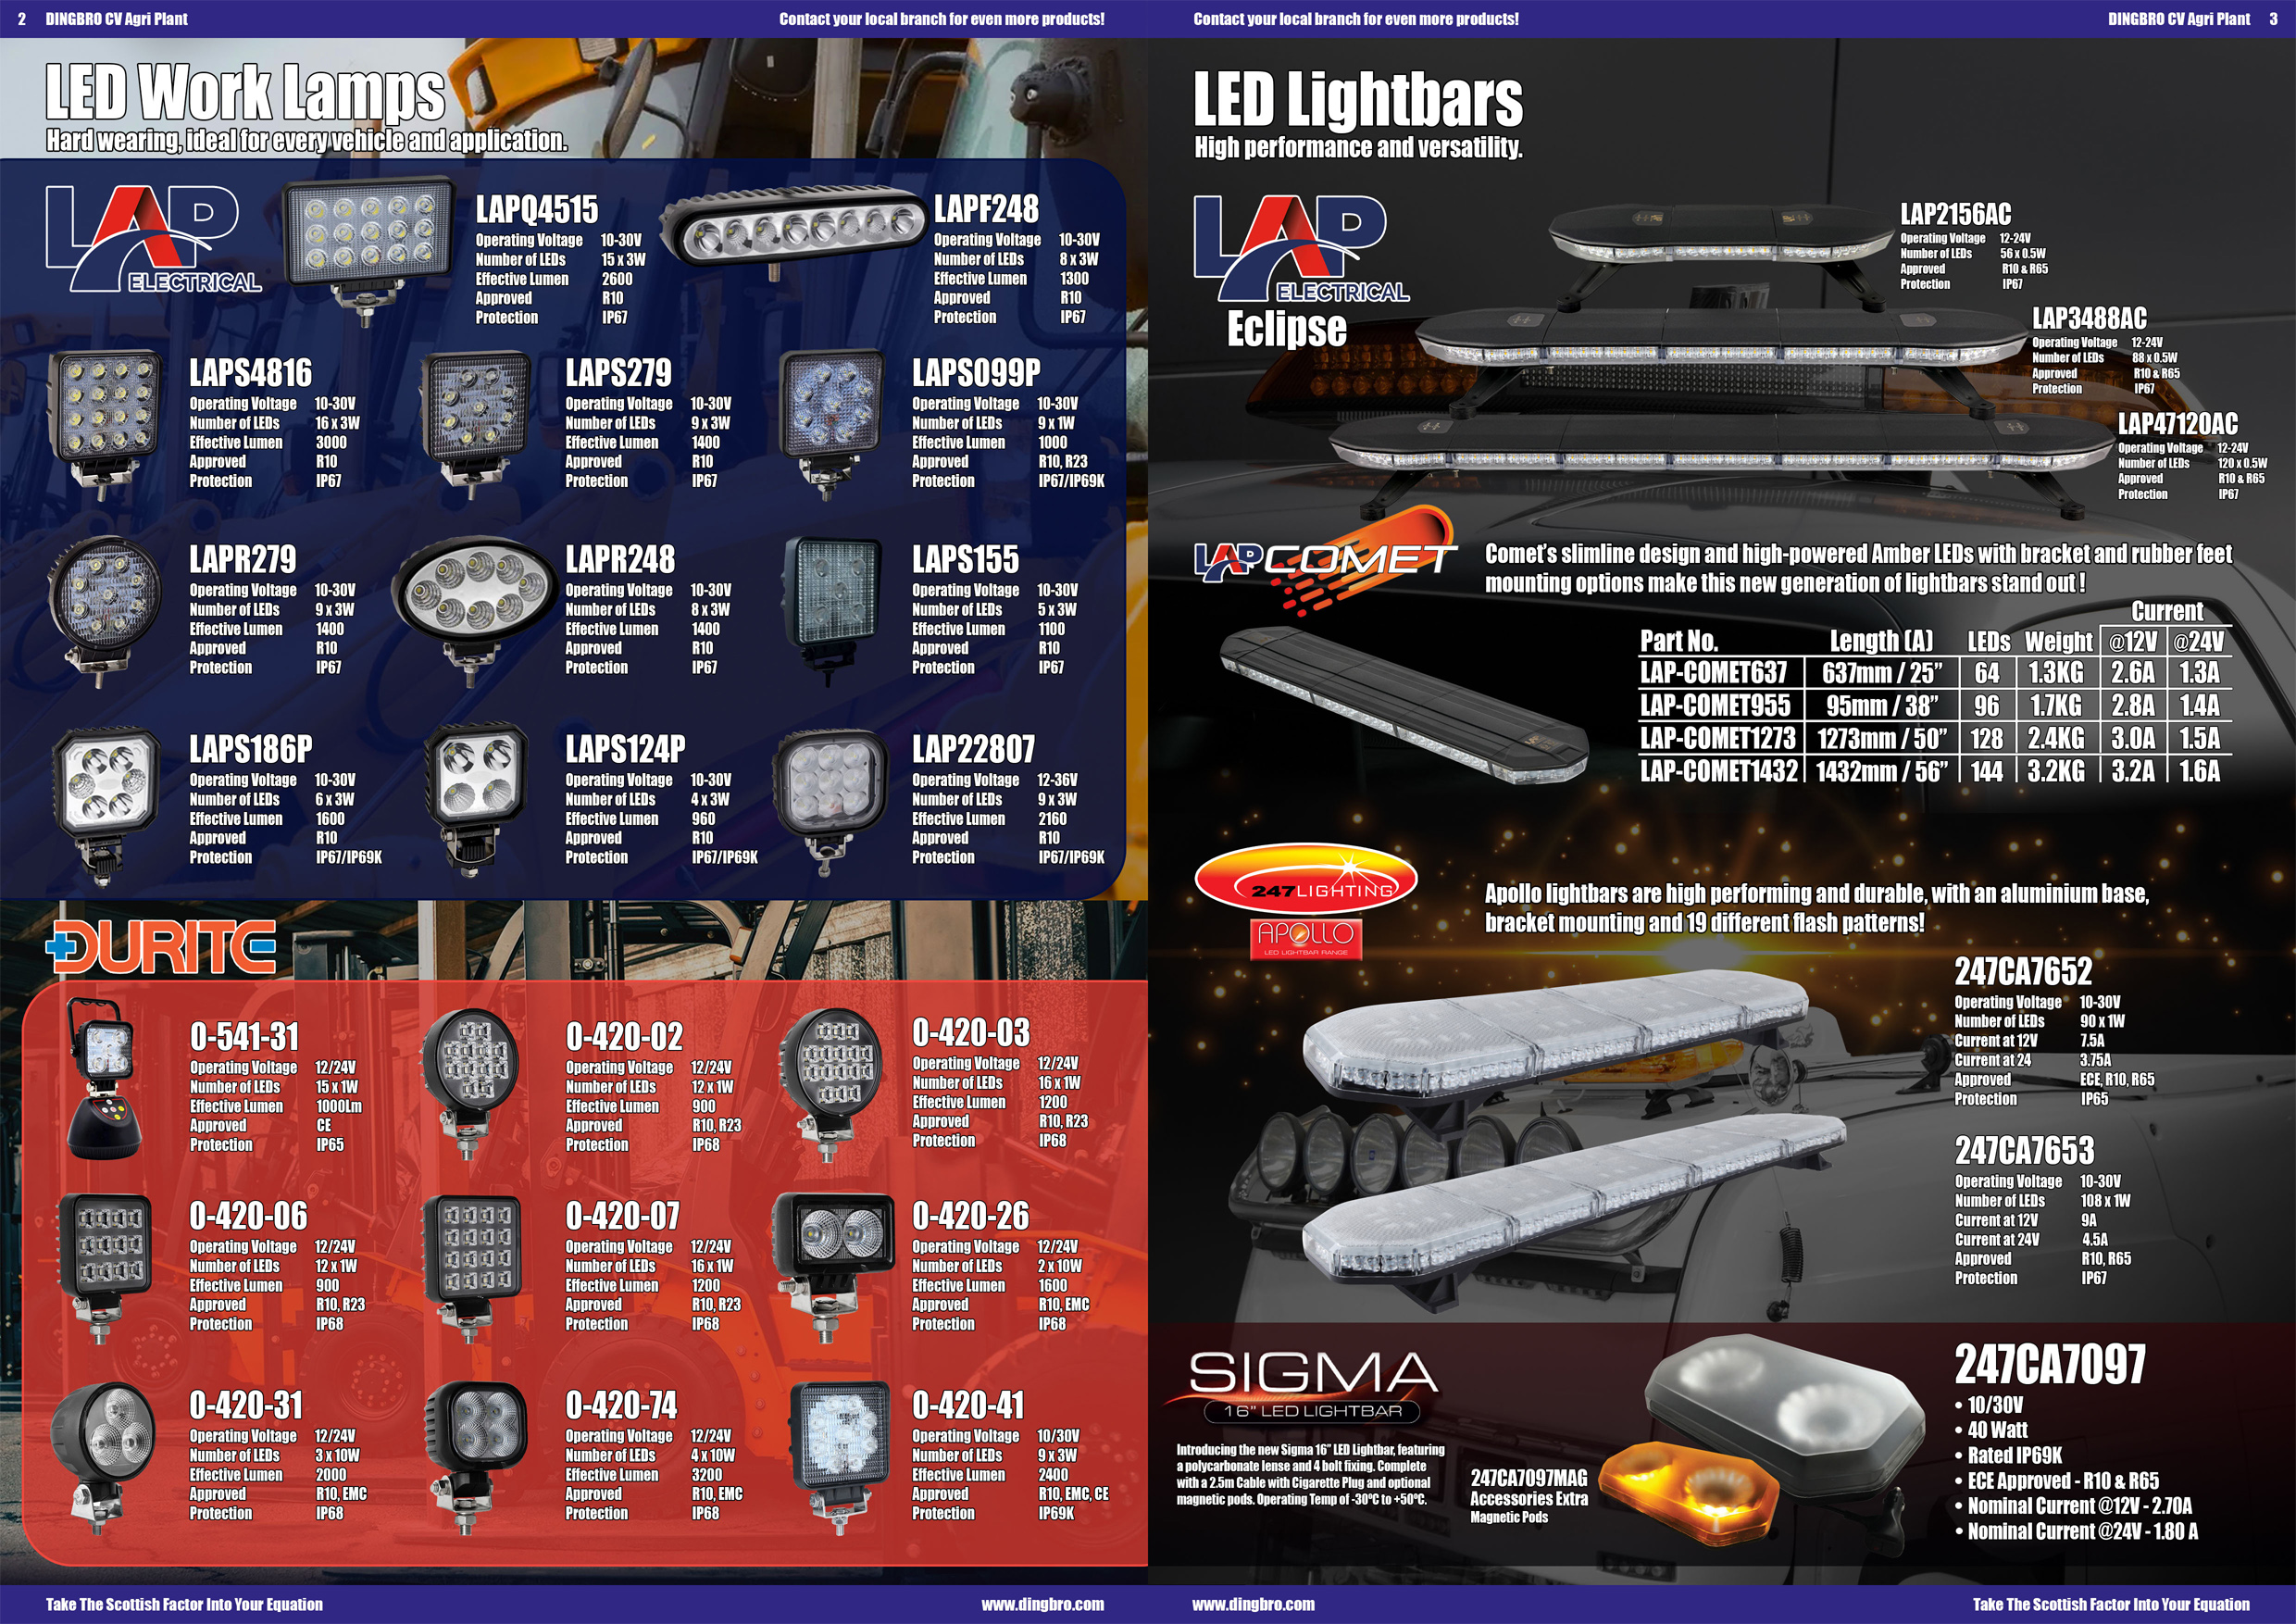 2 DINGBRO CV Agri Plant
Contact your local branch for even more products!
LED Work Lamps
Hard wearing, ideal for every vehicle and application.
LAP
ELECTRICAL
LAPQ4515
Operating Voltage 10-30V
Number of LEDs 15 x 3W
Effective Lumen 2600
Approved R10
Protection IP67
LAPF248
Operating Voltage 10-30V
Number of LEDs 8 x 3W
Effective Lumen 1300
Approved R10
Protection IP67
LAPS4816
Operating Voltage 10-30V
Number of LEDs 16 x 3W
Effective Lumen 3000
Approved R10
Protection IP67
LAPS279
Operating Voltage 10-30V
Number of LEDs 9 x 3W
Effective Lumen 1400
Approved R10
Protection IP67
LAPS099P
Operating Voltage 10-30V
Number of LEDs 9 x 1W
Effective Lumen 1000
Approved R10, R23
Protection IP67/IP69K
LAPR279
Operating Voltage 10-30V
Number of LEDs 9 x 3W
Effective Lumen 1400
Approved R10
Protection IP67
LAPR248
Operating Voltage 10-30V
Number of LEDs 8 x 3W
Effective Lumen 1400
Approved R10
Protection IP67
LAPS155
Operating Voltage 10-30V
Number of LEDs 5 x 3W
Effective Lumen 1100
Approved R10
Protection IP67
LAPS186P
Operating Voltage 10-30V
Number of LEDs 6 x 3W
Effective Lumen 1600
Approved R10
Protection IP67/IP69K
LAPS124P
Operating Voltage 10-30V
Number of LEDs 4 x 3W
Effective Lumen 960
Approved R10
Protection IP67/IP69K
LAP22807
Operating Voltage 12-36V
Number of LEDs 9 x 3W
Effective Lumen 2160
Approved R10
Protection IP67/IP69K
DURITE
0-541-31
Operating Voltage 12/24V
Number of LEDs 15 x 1W
Effective Lumen 1000Lm
Approved CE
Protection IP65
0-420-02
Operating Voltage 12/24V
Number of LEDs 12 x 1W
Effective Lumen 900
Approved R10, R23
Protection IP68
0-420-03
Operating Voltage 12/24V
Number of LEDs 16 x 1W
Effective Lumen 1200
Approved R10, R23
Protection IP68
0-420-06
Operating Voltage 12/24V
Number of LEDs 12 x 1W
Effective Lumen 900
Approved R10, R23
Protection IP68
0-420-07
Operating Voltage 12/24V
Number of LEDs 16 x 1W
Effective Lumen 1200
Approved R10, R23
Protection IP68
0-420-26
Operating Voltage 12/24V
Number of LEDs 2 x 10W
Effective Lumen 1600
Approved R10, EMC
Protection IP68
0-420-31
Operating Voltage 12/24V
Number of LEDs 3 x 10W
Effective Lumen 2000
Approved R10, EMC
Protection IP68
0-420-74
Operating Voltage 12/24V
Number of LEDs 4 x 10W
Effective Lumen 3200
Approved R10, EMC
Protection IP68
0-420-41
Operating Voltage 10/30V
Number of LEDs 9 x 3W
Effective Lumen 2400
Approved R10, EMC, CE
Protection IP69K
Take The Scottish Factor Into Your Equation
www.dingbro.com
Contact your local branch for even more products!
DINGBRO CV Agri Plant 3
LED Lightbars
High performance and versatility.
LAP
ELECTRICAL
Eclipse
LAP2156AC
Operating Voltage 12-24V
Number of LEDs 56 x 0.5W
Approved R10 & R65
Protection IP67
LAP3488AC
Operating Voltage 12-24V
Number of LEDs 88 x 0.5W
Approved R10 & R65
Protection IP67
LAP47120AC
Operating Voltage 12-24V
Number of LEDs 120 x 0.5W
Approved R10 & R65
Protection IP67
LAP COMET
Comet's slimline design and high-powered Amber LEDs with bracket and rubber feet
mounting options make this new generation of lightbars stand out !
Current
Part No. Length (A) LEDs Weight @12V @24V
LAP-COMET637 637mm / 25" 64 1.3KG 2.6A 1.3A
LAP-COMET955 95mm / 38" 96 1.7KG 2.8A 1.4A
LAP-COMET1273 1273mm / 50" 128 2.4KG 3.0A 1.5A
LAP-COMET1432 1432mm / 56" 144 3.2KG 3.2A 1.6A
247LIGHTING
APOLLO
LED LIGHTBAR RANGE
Apollo lightbars are high performing and durable, with an aluminium base,
bracket mounting and 19 different flash patterns!
247CA7652
Operating Voltage 10-30V
Number of LEDs 90 x 1W
Current at 12V 7.5A
Current at 24 3.75A
Approved ECE, R10, R65
Protection IP65
247CA7653
Operating Voltage 10-30V
Number of LEDs 108 x 1W
Current at 12V 9A
Current at 24V 4.5A
Approved R10, R65
Protection IP67
SIGMA
16" LED LIGHTBAR
Introducing the new Sigma 16" LED Lightbar, featuring
a polycarbonate lense and 4 bolt fixing. Complete
with a 2.5m Cable with Cigarette Plug and optional
magnetic pods. Operating Temp of -30ºC to +50ºC.
247CA7097MAG
Accessories Extra
Magnetic Pods
247CA7097
• 10/30V
• 40 Watt
• Rated IP69K
• ECE Approved - R10 & R65
• Nominal Current @12V - 2.70A
• Nominal Current @24V - 1.80 A
www.dingbro.com
Take The Scottish Factor Into Your Equation